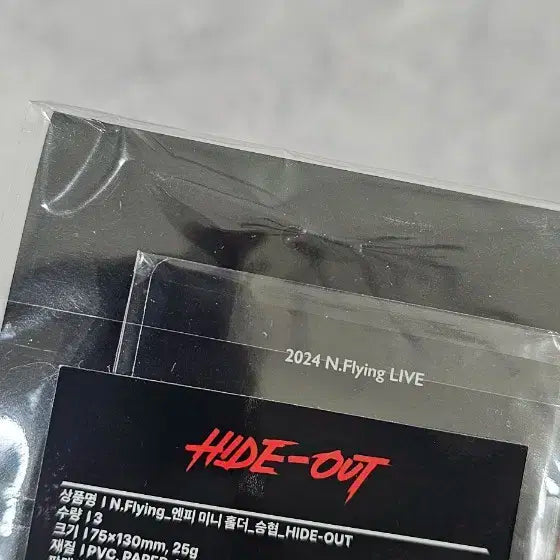 2024 N.Flying LIVE
HIDE-OUT
상품명 | N.Flying_엔피 미니 홀더_승협_HIDE-OUT
수량 | 3
크기 | 75×130mm, 25g
재질 | PVC, PAPER